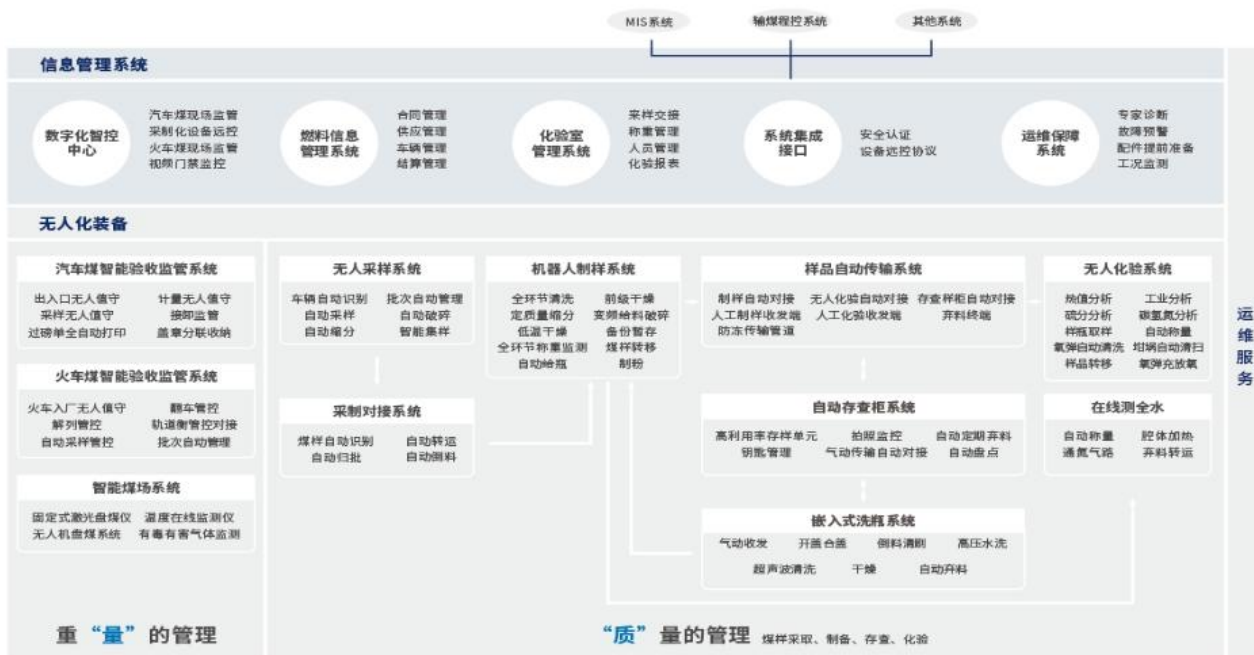 MIS系统 输煤程控系统 其他系统
信息管理系统
数字化智控
中心
汽车煤现场监管
采制化设备远控
火车煤现场监管
视频门禁监控
燃料信息
管理系统
合同管理
供应管理
车辆管理
结算管理
化验室
管理系统
来样交接
称重管理
人员管理
化验报表
系统集成
接口
安全认证
设备远控协议
运维保障
系统
专家诊断
故障预警
配件提前准备
工况监测
无人化装备
汽车煤智能验收监管系统
出入口无人值守 计量无人值守
采样无人值守 接卸监管
过磅单全自动打印 盖章分联收纳
火车煤智能验收监管系统
火车入厂无人值守 翻车管控
解列管控 轨道衡管控对接
自动采样管控 批次自动管理
智能煤场系统
固定式激光盘煤仪 温度在线监测仪
无人机盘煤系统 有毒有害气体监测
重“量”的管理
无人采样系统
车辆自动识别 批次自动管理
自动采样 自动破碎
自动缩分 智能集样
采制对接系统
煤样自动识别 自动转运
自动归批 自动倒料
机器人制样系统
全环节清洗 前级干燥
定质量缩分 变频给料破碎
低温干燥 备份暂存
全环节称重监测 煤样转移
自动给瓶 制粉
样品自动传输系统
制样自动对接 无人化验自动对接 存查样柜自动对接
人工制样收发端 人工化验收发端 弃料终端
防冻传输管道
自动存查柜系统
高利用率存样单元 拍照监控 自动定期弃料
钥匙管理 气动传输自动对接 自动盘点
嵌入式洗瓶系统
气动收发 开盖合盖 倒料清刷 高压水洗
超声波清洗 干燥 自动弃料
无人化验系统
热值分析 工业分析
硫分分析 碳氢氮分析
样瓶取样 自动称量
氧弹自动清洗 坩埚自动清扫
样品转移 氧弹充放氧
在线测全水
自动称量 腔体加热
通氮气路 弃料转运
“质”量的管理 煤样采取、制备、存查、化验
运维服务